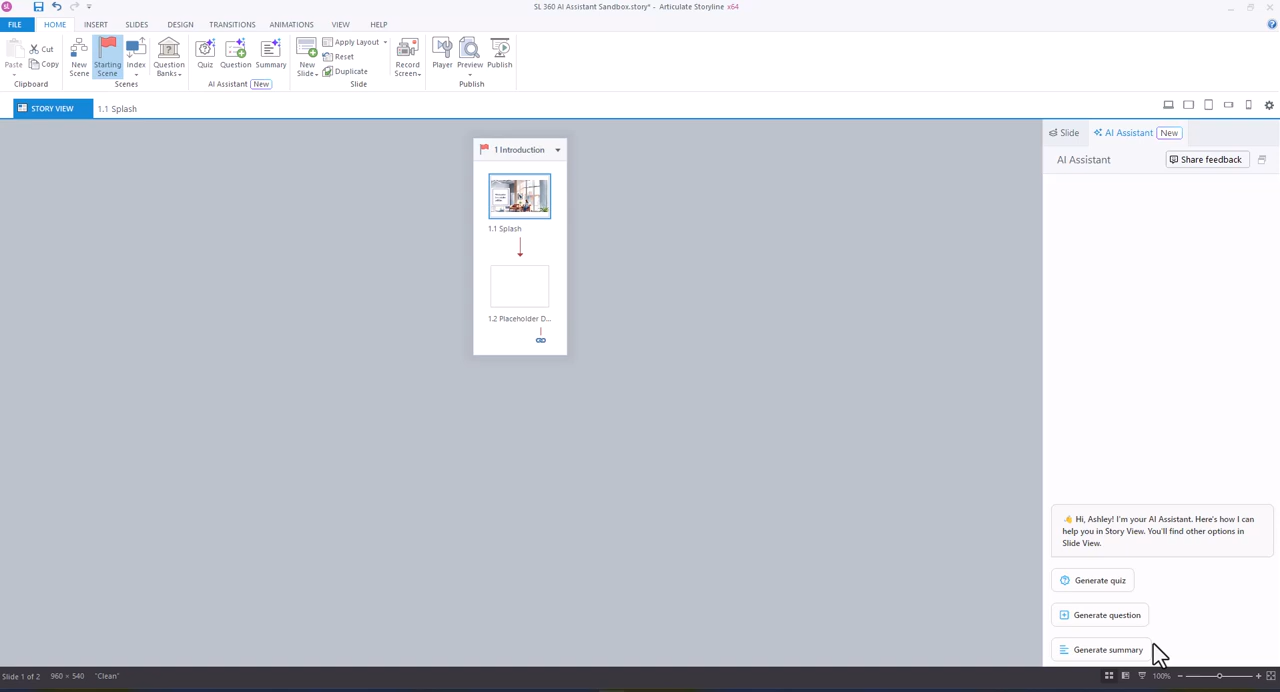 sl
SL 360 AI Assistant Sandbox.story* - Articulate Storyline x64
FILE HOME INSERT SLIDES DESIGN TRANSITIONS ANIMATIONS VIEW HELP
Paste
Cut
Copy
Clipboard
New Scene
Starting Scene
Index
Question Banks
Scenes
Quiz
Question
Summary
AI Assistant New
New Slide
Apply Layout
Reset
Duplicate
Slide
Record Screen
Player
Preview
Publish
Publish
STORY VIEW
1.1 Splash
Slide
AI Assistant New
AI Assistant
Share feedback
1 Introduction
1.1 Splash
1.2 Placeholder D...
👋 Hi, Ashley! I'm your AI Assistant. Here's how I can
help you in Story View. You'll find other options in
Slide View.
Generate quiz
Generate question
Generate summary
Slide 1 of 2 960 × 540 "Clean"
100%